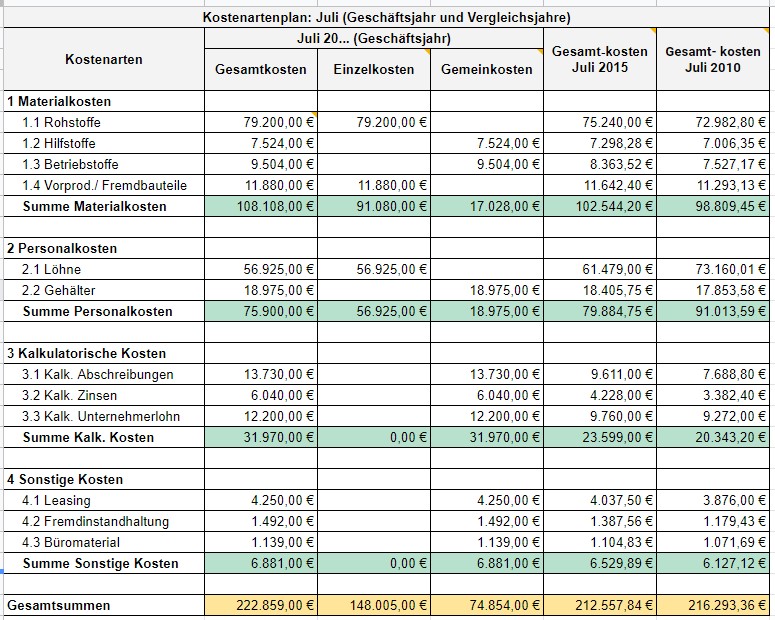 Kostenartenplan: Juli (Geschäftsjahr und Vergleichsjahre)
Kostenarten
Juli 20... (Geschäftsjahr)
Gesamt-kosten
Juli 2015
Gesamt- kosten
Juli 2010
Gesamtkosten Einzelkosten Gemeinkosten
1 Materialkosten
1.1 Rohstoffe 79.200,00 € 79.200,00 € 75.240,00 € 72.982,80 €
1.2 Hilfstoffe 7.524,00 € 7.524,00 € 7.298,28 € 7.006,35 €
1.3 Betriebstoffe 9.504,00 € 9.504,00 € 8.363,52 € 7.527,17 €
1.4 Vorprod./ Fremdbauteile 11.880,00 € 11.880,00 € 11.642,40 € 11.293,13 €
Summe Materialkosten 108.108,00 € 91.080,00 € 17.028,00 € 102.544,20 € 98.809,45 €
2 Personalkosten
2.1 Löhne 56.925,00 € 56.925,00 € 61.479,00 € 73.160,01 €
2.2 Gehälter 18.975,00 € 18.975,00 € 18.405,75 € 17.853,58 €
Summe Personalkosten 75.900,00 € 56.925,00 € 18.975,00 € 79.884,75 € 91.013,59 €
3 Kalkulatorische Kosten
3.1 Kalk. Abschreibungen 13.730,00 € 13.730,00 € 9.611,00 € 7.688,80 €
3.2 Kalk. Zinsen 6.040,00 € 6.040,00 € 4.228,00 € 3.382,40 €
3.3 Kalk. Unternehmerlohn 12.200,00 € 12.200,00 € 9.760,00 € 9.272,00 €
Summe Kalk. Kosten 31.970,00 € 0,00 € 31.970,00 € 23.599,00 € 20.343,20 €
4 Sonstige Kosten
4.1 Leasing 4.250,00 € 4.250,00 € 4.037,50 € 3.876,00 €
4.2 Fremdinstandhaltung 1.492,00 € 1.492,00 € 1.387,56 € 1.179,43 €
4.3 Büromaterial 1.139,00 € 1.139,00 € 1.104,83 € 1.071,69 €
Summe Sonstige Kosten 6.881,00 € 0,00 € 6.881,00 € 6.529,89 € 6.127,12 €
Gesamtsummen 222.859,00 € 148.005,00 € 74.854,00 € 212.557,84 € 216.293,36 €